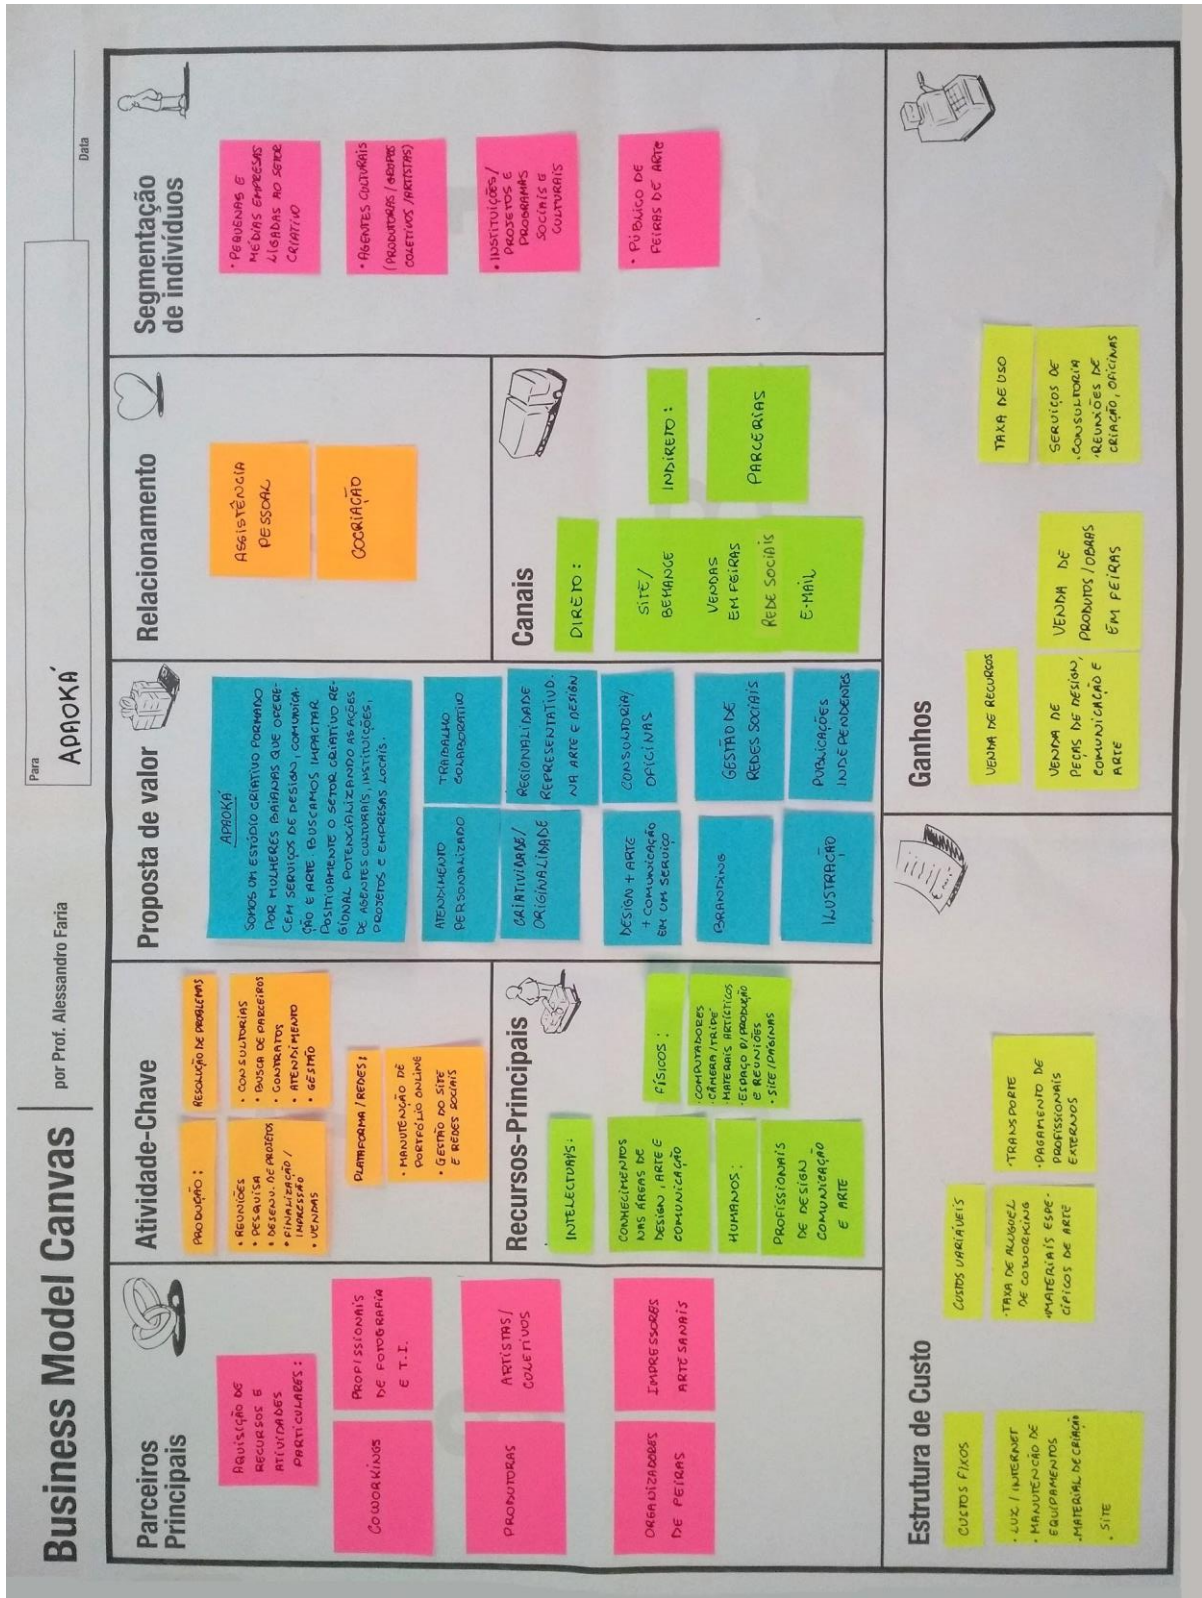 Business Model Canvas
por Prof. Alessandro Faria
Para
APAOKÁ
Data
Parceiros
Principais
AQUISIÇÃO DE
RECURSOS E
ATIVIDADES
PARTICULARES:
COWORKINGS
PROFISSIONAIS
DE FOTOGRAFIA
E T.I.
PRODUTORAS
ARTISTAS/
COLETIVOS
ORGANIZADORES
DE FEIRAS
IMPRESSORES
ARTESANAIS
Atividade-Chave
PRODUÇÃO:
• REUNIÕES
• PESQUISA
• DESENV. DE PROJETOS
• FINALIZAÇÃO /
IMPRESSÃO
• VENDAS
RESOLUÇÃO DE PROBLEMAS
• CONSULTORIAS
• BUSCA DE PARCEIROS
• CONTRATOS
• ATENDIMENTO
• GESTÃO
PLATAFORMA/REDES:
• MANUTENÇÃO DE
PORTFÓLIO ONLINE
• GESTÃO DO SITE
E REDES SOCIAIS
Recursos-Principais
INTELECTUAIS:
CONHECIMENTOS
NAS ÁREAS DE
DESIGN, ARTE E
COMUNICAÇÃO
HUMANOS:
PROFISSIONAIS
DE DESIGN
COMUNICAÇÃO
E ARTE
FÍSICOS:
• COMPUTADORES
• CÂMERA/TRIPÉ
• MATERAIS ARTÍSTICOS
• ESPAÇO P/PRODUÇÃO
E REUNIÕES
• SITE/PÁGINAS
Proposta de valor
APAOKÁ
SOMOS UM ESTÚDIO CRIATIVO FORMADO
POR MULHERES BAIANAS QUE OFERE-
CEM SERVIÇOS DE DESIGN, COMUNICA-
ÇÃO E ARTE. BUSCAMOS IMPACTAR
POSITIVAMENTE O SETOR CRIATIVO RE-
GIONAL POTENCIALIZANDO AS AÇÕES
DE AGENTES CULTURAIS, INSTITUIÇÕES,
PROJETOS E EMPRESAS LOCAIS.
ATENDIMENTO
PERSONALIZADO
TRABALHO
COLABORATIVO
CRIATIVIDADE/
ORIGINALIDADE
REGIONALIDADE
REPRESENTATIVID.
NA ARTE E DESIGN
DESIGN + ARTE
+ COMUNICAÇÃO
EM UM SERVIÇO
CONSULTORIA/
OFICINAS
BRANDING
GESTÃO DE
REDES SOCIAIS
ILUSTRAÇÃO
PUBLICAÇÕES
INDEPENDENTES
Relacionamento
ASSISTÊNCIA
PESSOAL
COCRIAÇÃO
Canais
DIRETO:
SITE/
BEHANCE
VENDAS
EM FEIRAS
REDE SOCIAIS
E-MAIL
INDIRETO:
PARCERIAS
Segmentação
de indivíduos
• PEQUENAS E
MÉDIAS EMPRESAS
LIGADAS AO SETOR
CRIATIVO
• AGENTES CULTURAIS
(PRODUTORAS/GRUPOS
COLETIVOS/ARTISTAS)
• INSTITUIÇÕES/
PROJETOS E
PROGRAMAS
SOCIAIS E
CULTURAIS
• PÚBLICO DE
FEIRAS DE ARTE
Estrutura de Custo
CUSTOS FIXOS
• LUZ / INTERNET
• MANUTENÇÃO DE
EQUIPAMENTOS
• MATERIAL DE CRIAÇÃO
• SITE
CUSTOS VARIÁVEIS
• TAXA DE ALUGUEL
DE COWORKING
• MATERIAIS ESPE-
CÍFICOS DE ARTE
• TRANSPORTE
• PAGAMENTO DE
PROFISSIONAIS
EXTERNOS
Ganhos
VENDA DE RECURSOS
VENDA DE
PEÇAS DE DESIGN,
COMUNICAÇÃO E
ARTE
VENDA DE
PRODUTOS/OBRAS
EM FEIRAS
TAXA DE USO
SERVIÇOS DE
• CONSULTORIA
• REUNIÕES DE
CRIAÇÃO, OFICINAS